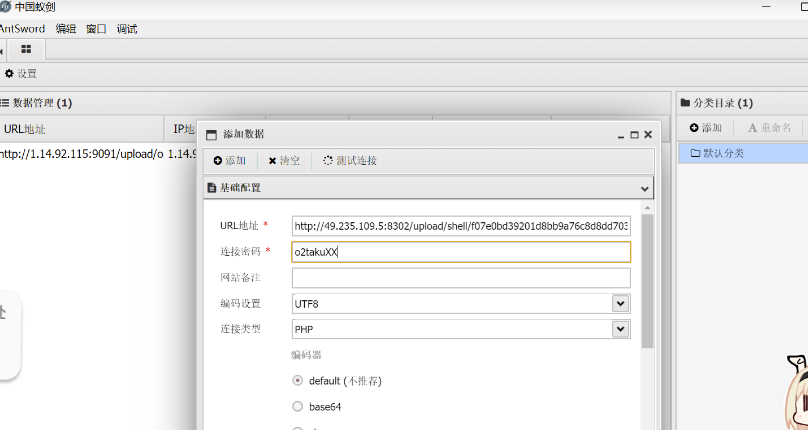 中国蚁剑
AntSword 编辑 窗口 调试
设置
数据管理 (1)
分类目录 (1)
URL地址
添加
重命名
http://1.14.92.115:9091/upload/o 1.14.9
默认分类
添加数据
添加 清空 测试连接
基础配置
URL地址 * http://49.235.109.5:8302/upload/shell/f07e0bd39201d8bb9a76c8d8dd703
连接密码 * o2takuXX
网站备注
编码设置 UTF8
连接类型 PHP
编码器
default (不推荐)
base64